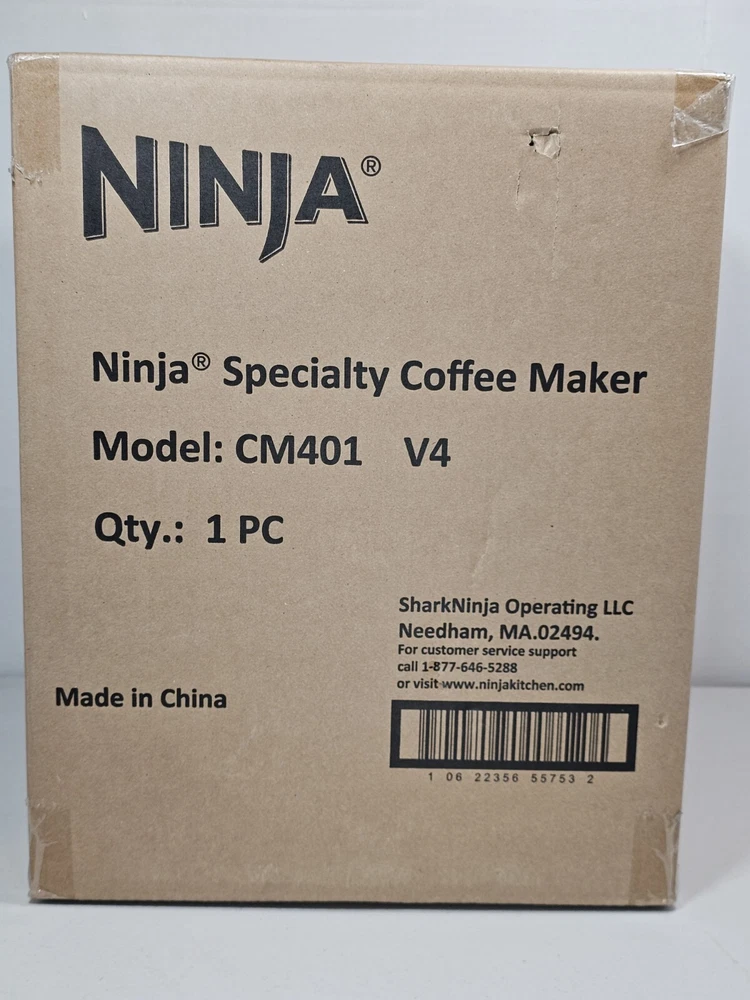 NINJA®
Ninja® Specialty Coffee Maker
Model: CM401 V4
Qty.: 1 PC
SharkNinja Operating LLC
Needham, MA.02494.
For customer service support
call 1-877-646-5288
or visit www.ninjakitchen.com
Made in China
1 06 22356 55753 2